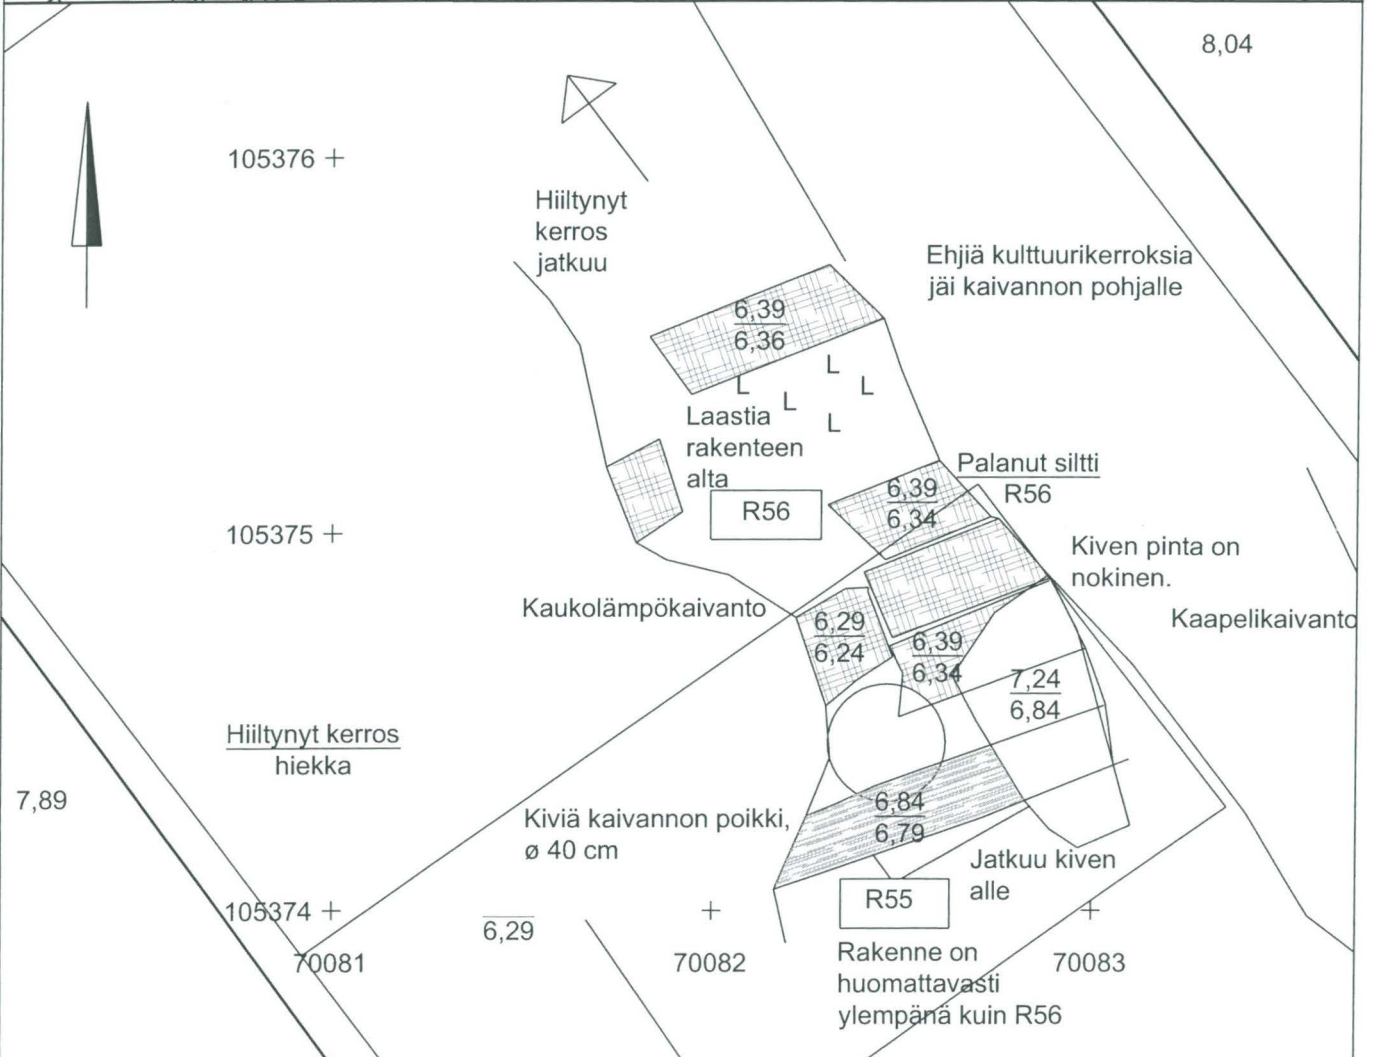 8,04
105376
Hiiltynyt
kerros
jatkuu
Ehjiä kulttuurikerroksia
jäi kaivannon pohjalle
6,39
6,36
L
L
L
L
L
Laastia
rakenteen
alta
R56
Palanut siltti
R56
6,39
6,34
105375
Kiven pinta on
nokinen.
Kaukolämpökaivanto
Kaapelikaivanto
6,29
6,24
6,39
6,34
7,24
6,84
Hiiltynyt kerros
hiekka
7,89
Kiviä kaivannon poikki,
ø 40 cm
6,84
6,79
Jatkuu kiven
alle
R55
105374
6,29
70081
70082
70083
Rakenne on
huomattavasti
ylempänä kuin R56